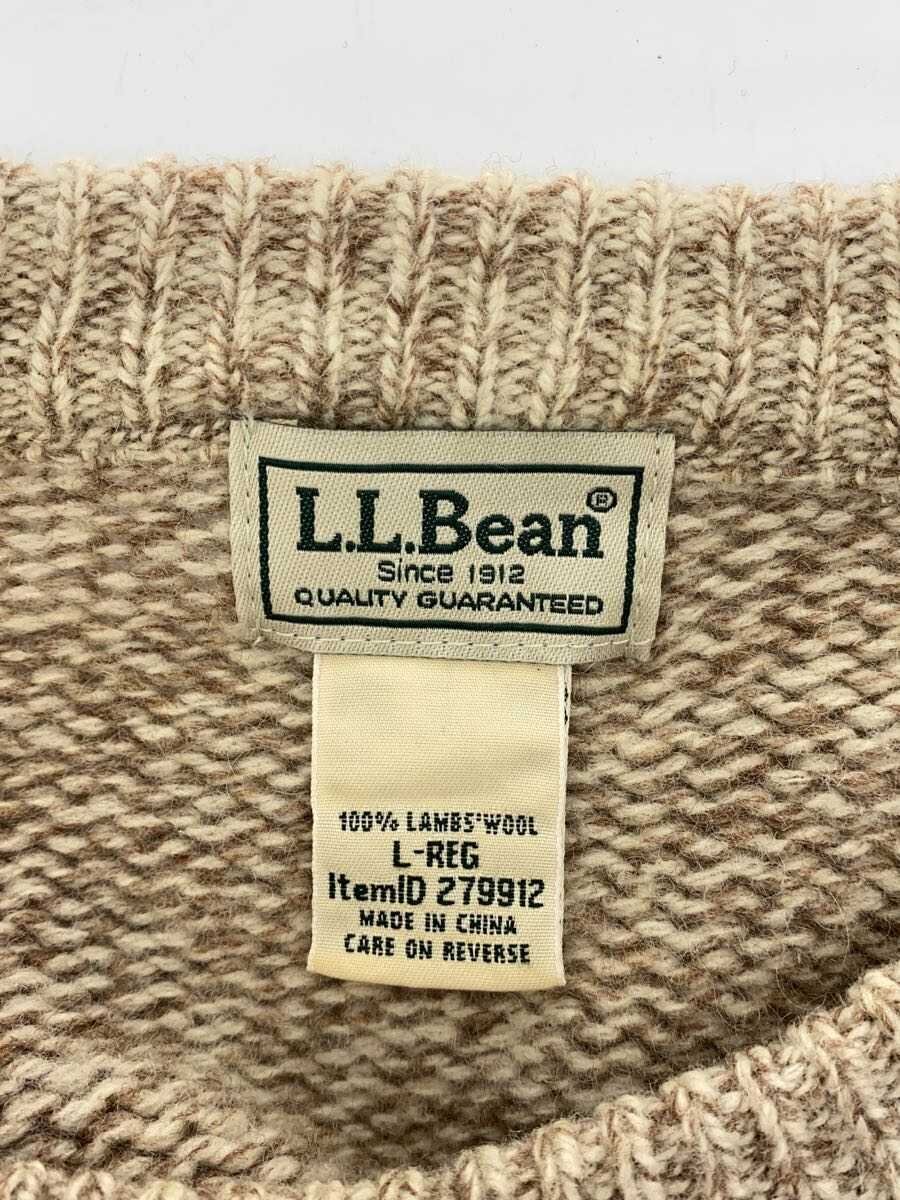 L.L.Bean®
Since 1912
QUALITY GUARANTEED
100% LAMBS' WOOL
L-REG
ItemID 279912
MADE IN CHINA
CARE ON REVERSE